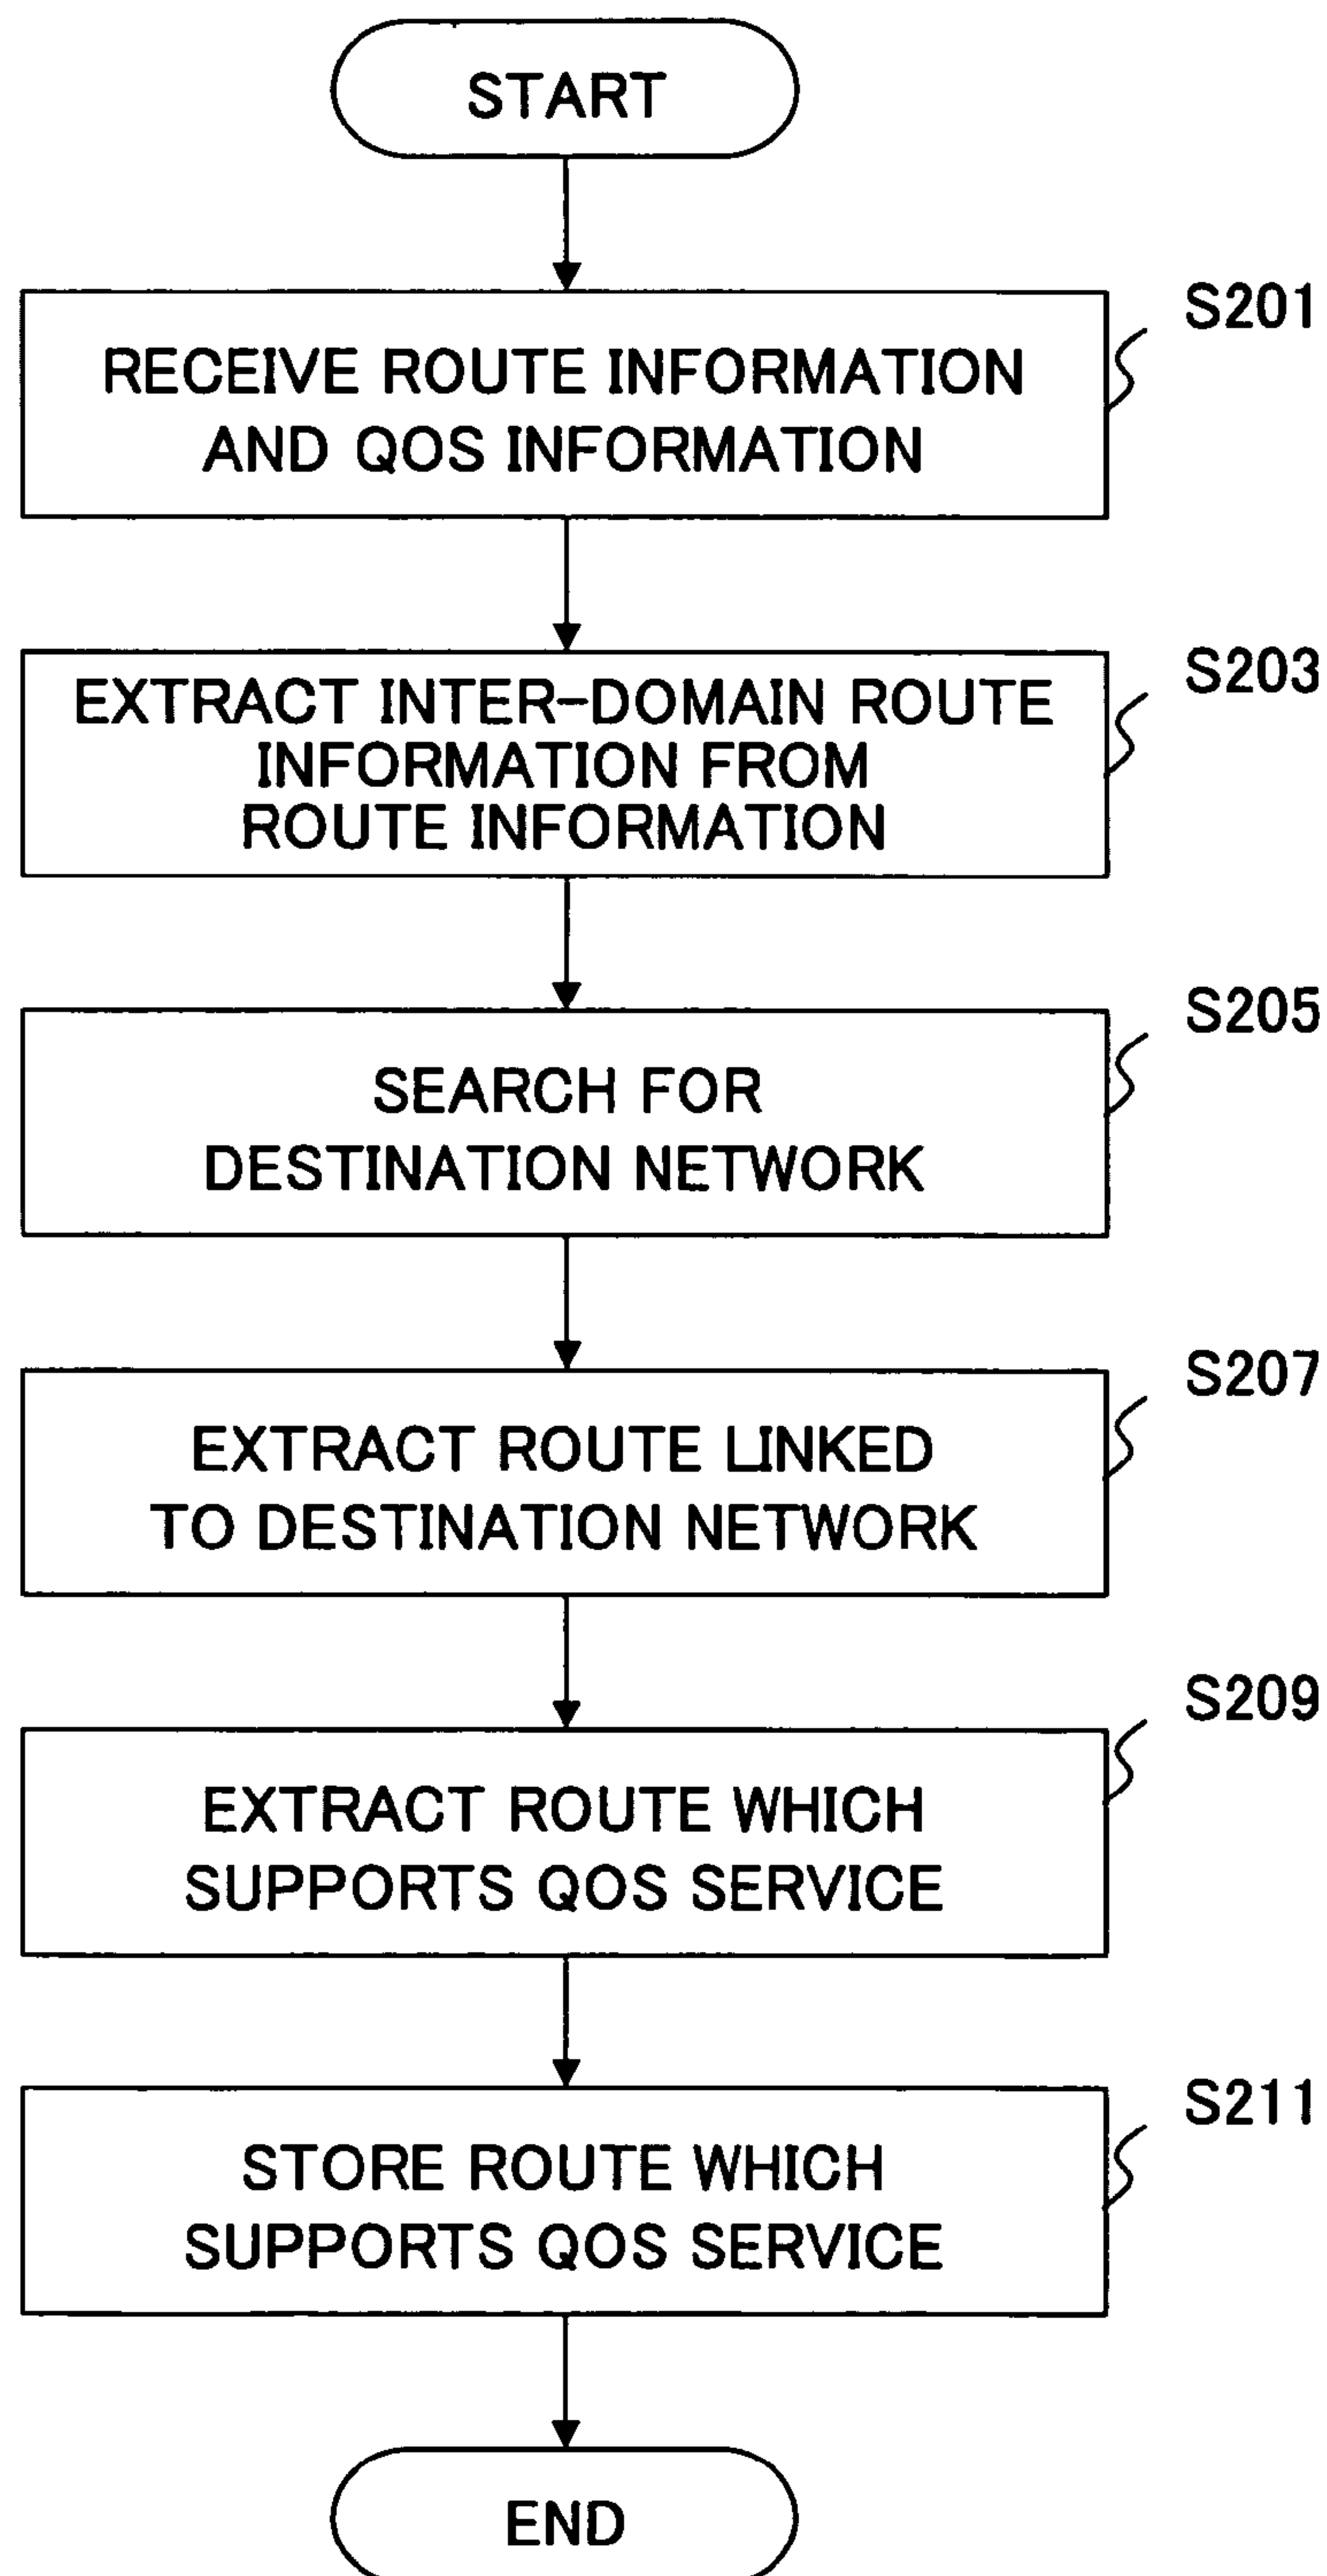 START
S201
RECEIVE ROUTE INFORMATION
AND QOS INFORMATION
S203
EXTRACT INTER-DOMAIN ROUTE
INFORMATION FROM
ROUTE INFORMATION
S205
SEARCH FOR
DESTINATION NETWORK
S207
EXTRACT ROUTE LINKED
TO DESTINATION NETWORK
S209
EXTRACT ROUTE WHICH
SUPPORTS QOS SERVICE
S211
STORE ROUTE WHICH
SUPPORTS QOS SERVICE
END